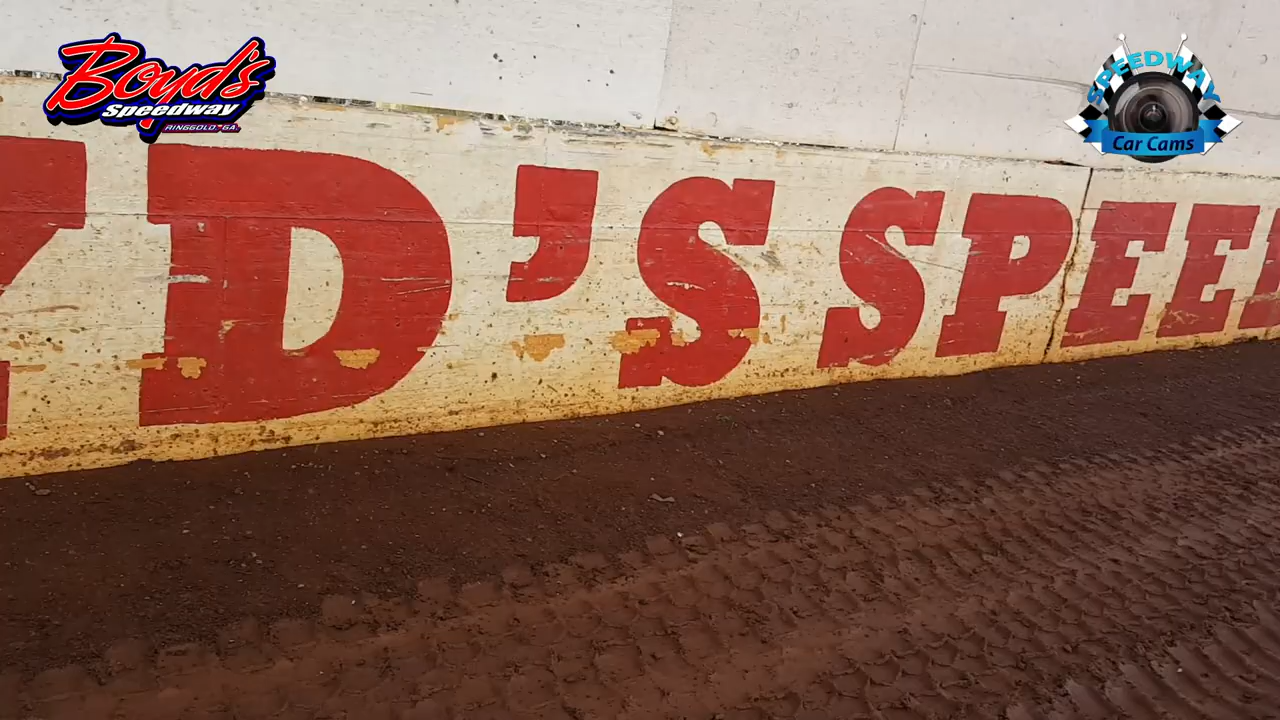 Boyd's
Speedway
RINGGOLD, GA.
SPEEDWAY
Car Cams
YD'S SPEE